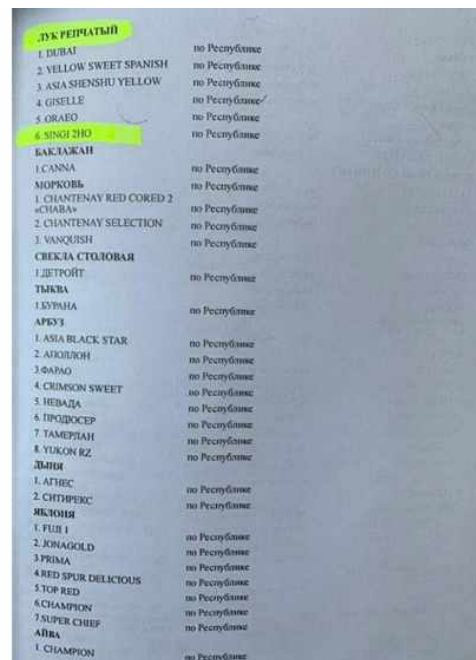 ЛУК РЕПЧАТЫЙ
1. DUBAI по Республике
2. YELLOW SWEET SPANISH по Республике
3. ASIA SHENSHU YELLOW по Республике
4. GISELLE по Республике
5. ORAEO по Республике
6. SINGI 2HO по Республике
БАКЛАЖАН
1.CANNA по Республике
МОРКОВЬ по Республике
1. CHANTENAY RED CORED 2
«CHABA» по Республике
2. CHANTENAY SELECTION по Республике
3. VANQUISH по Республике
СВЕКЛА СТОЛОВАЯ
1.ДЕТРОЙТ по Республике
ТЫКВА
1.БУРАНА по Республике
АРБУЗ
1. ASIA BLACK STAR по Республике
2. АПОЛЛОН по Республике
3.ФАРАО по Республике
4. CRIMSON SWEET по Республике
5. НЕВАДА по Республике
6. ПРОДЮСЕР по Республике
7. ТАМЕРЛАН по Республике
8. YUKON RZ по Республике
ДЫНЯ
1. АГНЕС по Республике
2. СИТИРЕКС по Республике
ЯБЛОНЯ
1. FUJI 1 по Республике
2. JONAGOLD по Республике
3.PRIMA по Республике
4.RED SPUR DELICIOUS по Республике
5.TOP RED по Республике
6.CHAMPION по Республике
7.SUPER CHIEF по Республике
АЙВА
1. CHAMPION по Республике